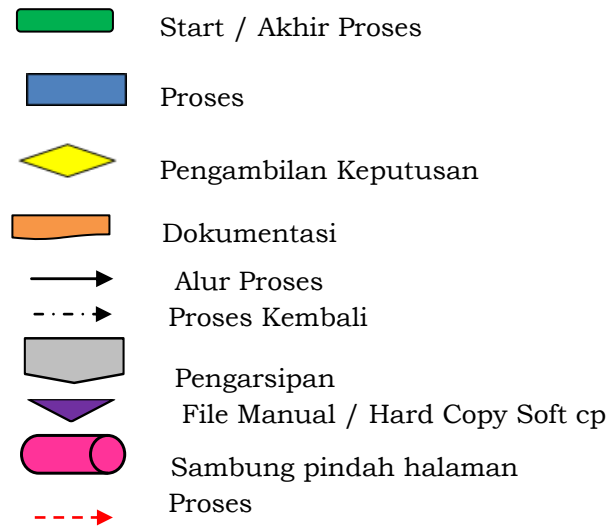 Start / Akhir Proses
Proses
Pengambilan Keputusan
Dokumentasi
Alur Proses
Proses Kembali
Pengarsipan
File Manual / Hard Copy Soft cp
Sambung pindah halaman
Proses